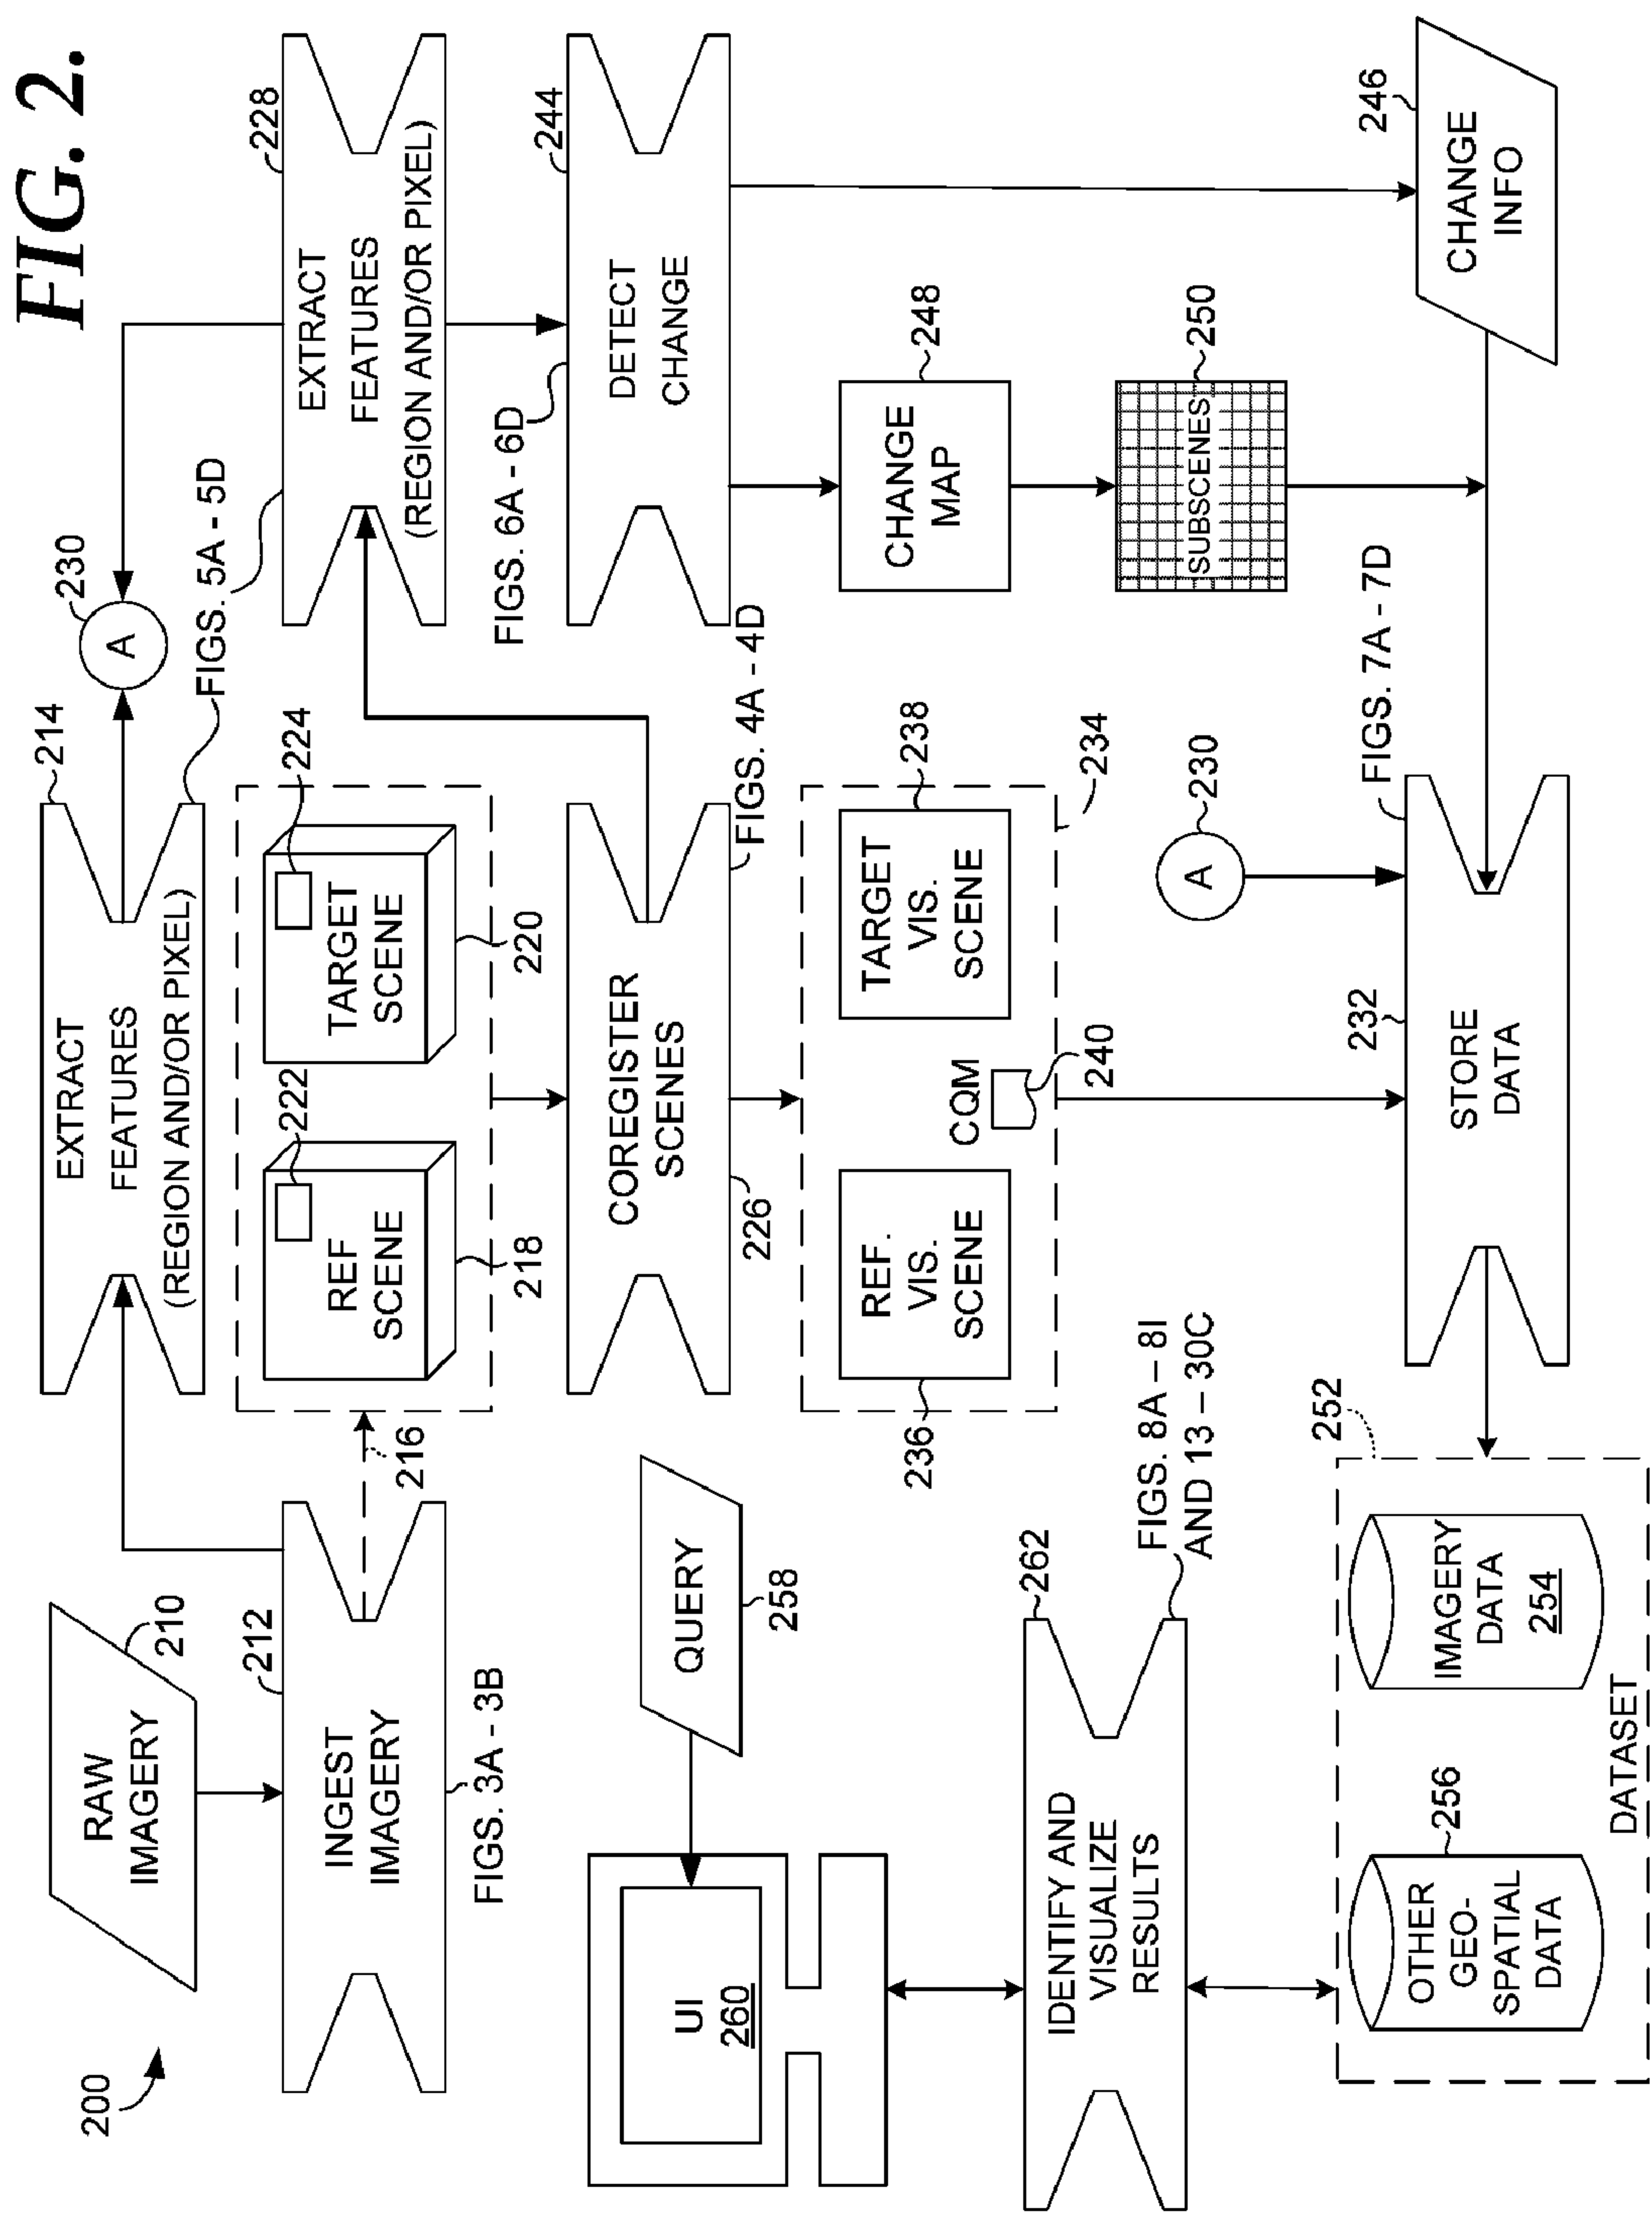 FIG. 2.
200
RAW
IMAGERY
210
212
INGEST
IMAGERY
FIGS. 3A - 3B
214
EXTRACT
FEATURES
(REGION AND/OR PIXEL)
FIGS. 5A - 5D
230
A
216
222
REF
SCENE
218
224
TARGET
SCENE
220
228
EXTRACT
FEATURES
(REGION AND/OR PIXEL)
COREGISTER
SCENES
226
FIGS. 4A - 4D
FIGS. 6A - 6D
244
DETECT
CHANGE
QUERY
258
UI
260
REF.
VIS.
SCENE
236
CQM
240
TARGET
VIS.
SCENE
238
234
CHANGE
MAP
248
SUBSCENES
250
262
IDENTIFY AND
VISUALIZE
RESULTS
FIGS. 8A – 8I
AND 13 – 30C
A
230
232
STORE
DATA
FIGS. 7A - 7D
246
CHANGE
INFO
252
OTHER
GEO-
SPATIAL
DATA
256
IMAGERY
DATA
254
DATASET